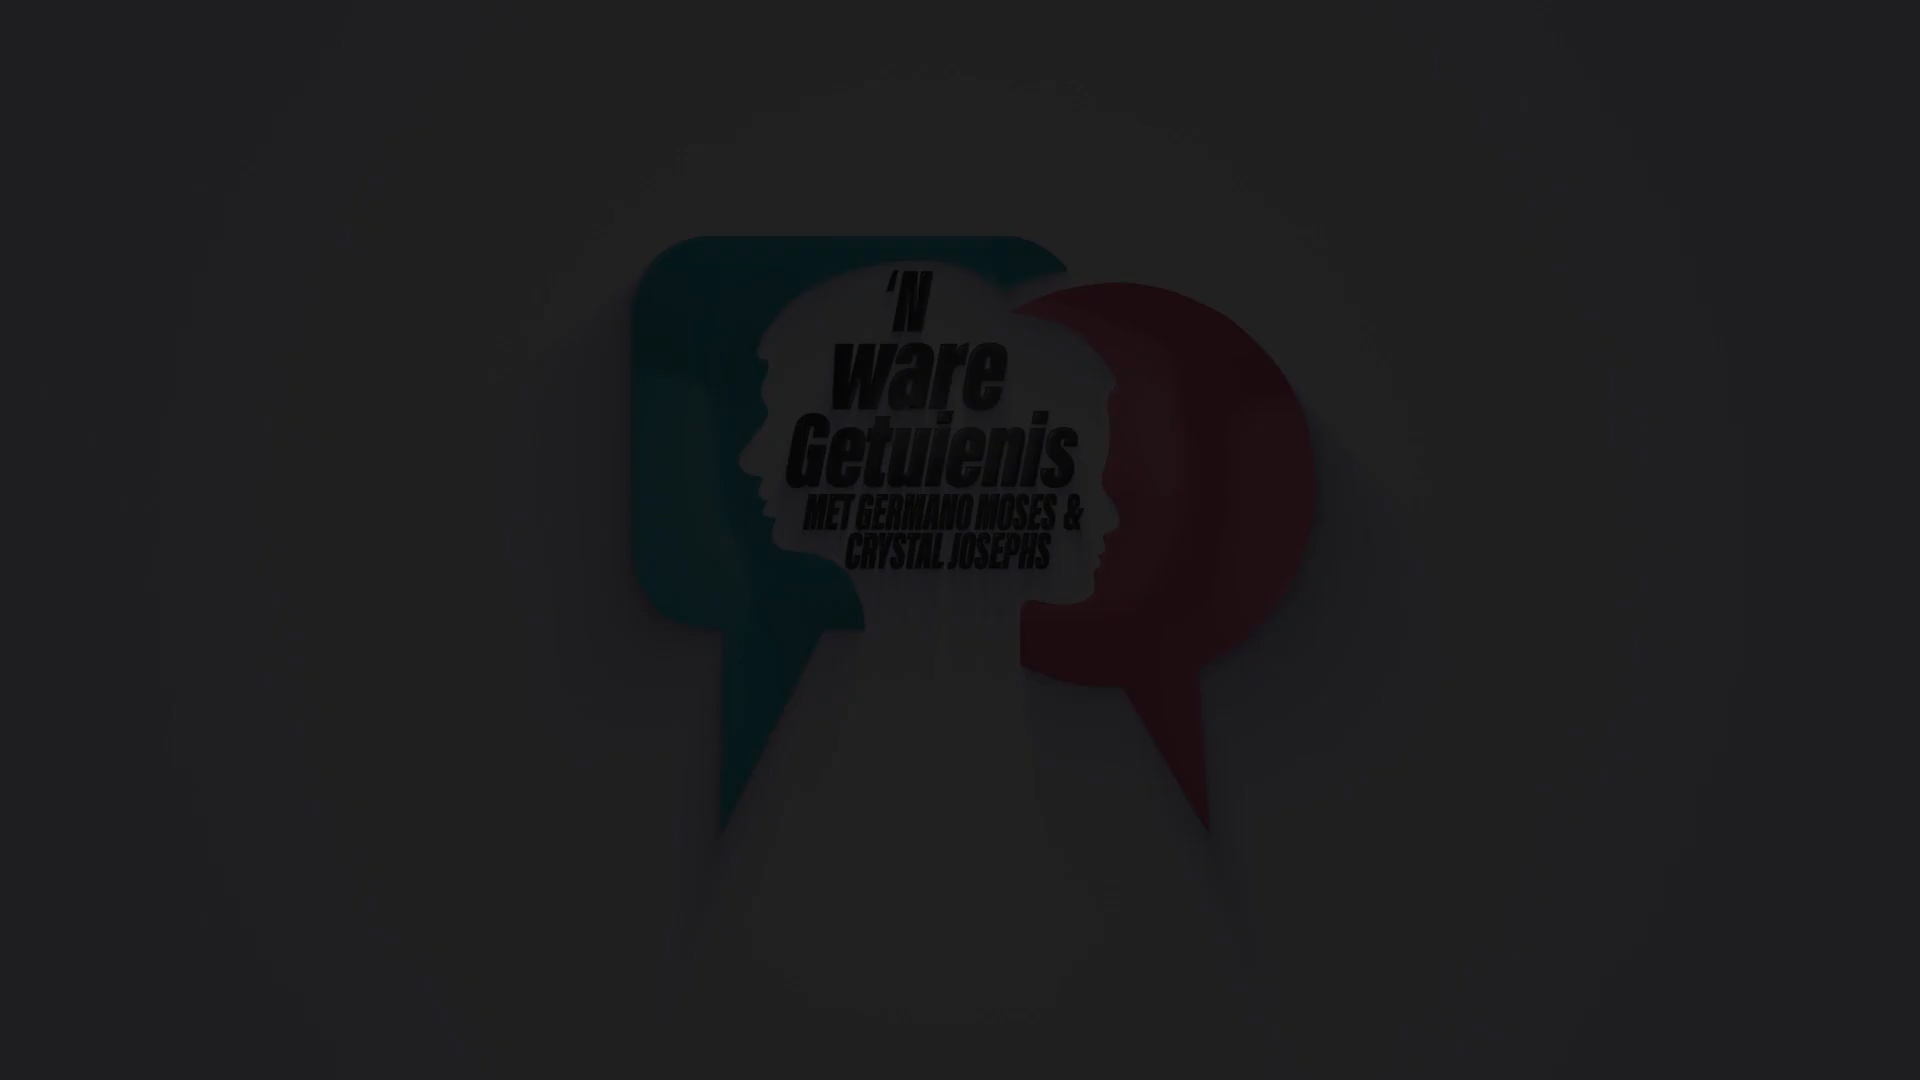 'N
ware
Getuienis
MET GERMANO MOSES &
CRYSTAL JOSEPHS